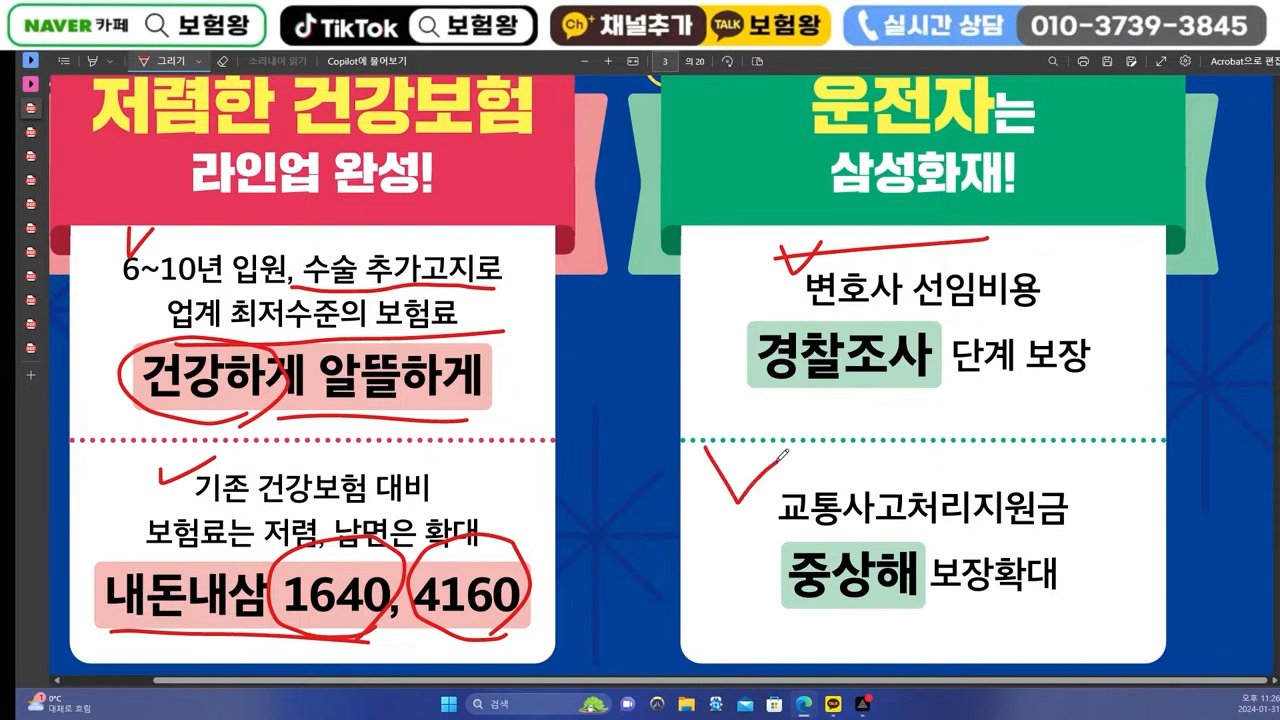 NAVER 카페 보험왕
TikTok 보험왕
Ch+ 채널추가 TALK 보험왕
실시간 상담 010-3739-3845
그리기
소리내어 읽기
Copilot에 물어보기
3
의 20
Acrobat으로 편집
저렴한 건강보험
라인업 완성!
6~10년 입원, 수술 추가고지로
업계 최저수준의 보험료
건강하게 알뜰하게
기존 건강보험 대비
보험료는 저렴, 납면은 확대
내돈내삼 1640, 4160
운전자는
삼성화재!
변호사 선임비용
경찰조사 단계 보장
교통사고처리지원금
중상해 보장확대
1
0°C
대체로 흐림
검색
오후 11:26
2024-01-31